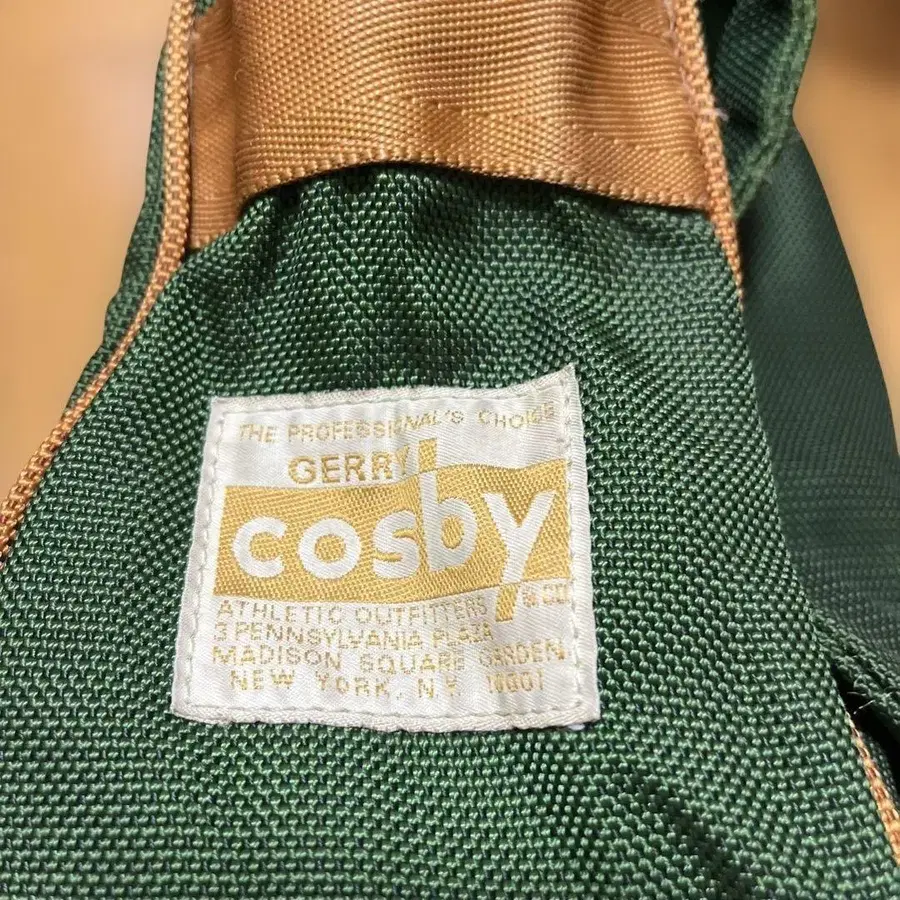 THE PROFESSIONAL'S CHOICE
GERRY
cosby
& CO
ATHLETIC OUTFITTERS
3 PENNSYLVANIA PLAZA
MADISON SQUARE GARDEN
NEW YORK, N.Y. 10001